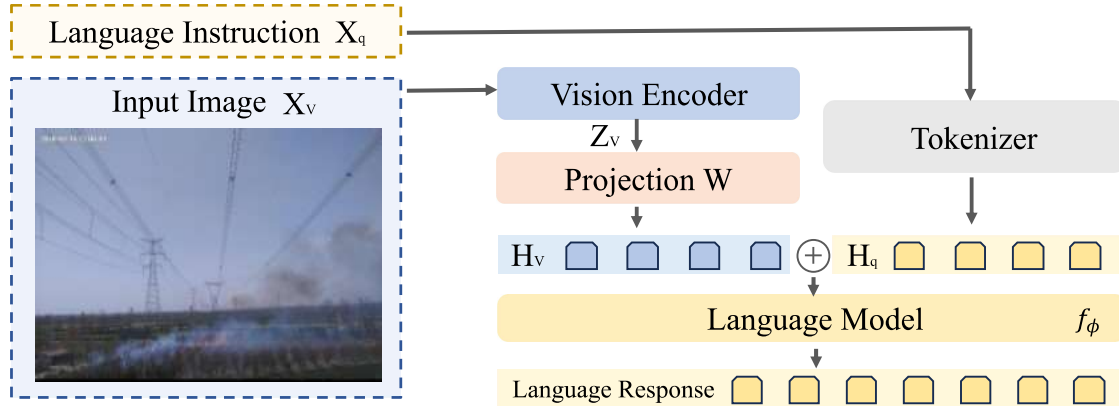 Language Instruction Xq
Input Image XV
Vision Encoder
ZV
Projection W
Tokenizer
HV
+
Hq
Language Model fϕ
Language Response